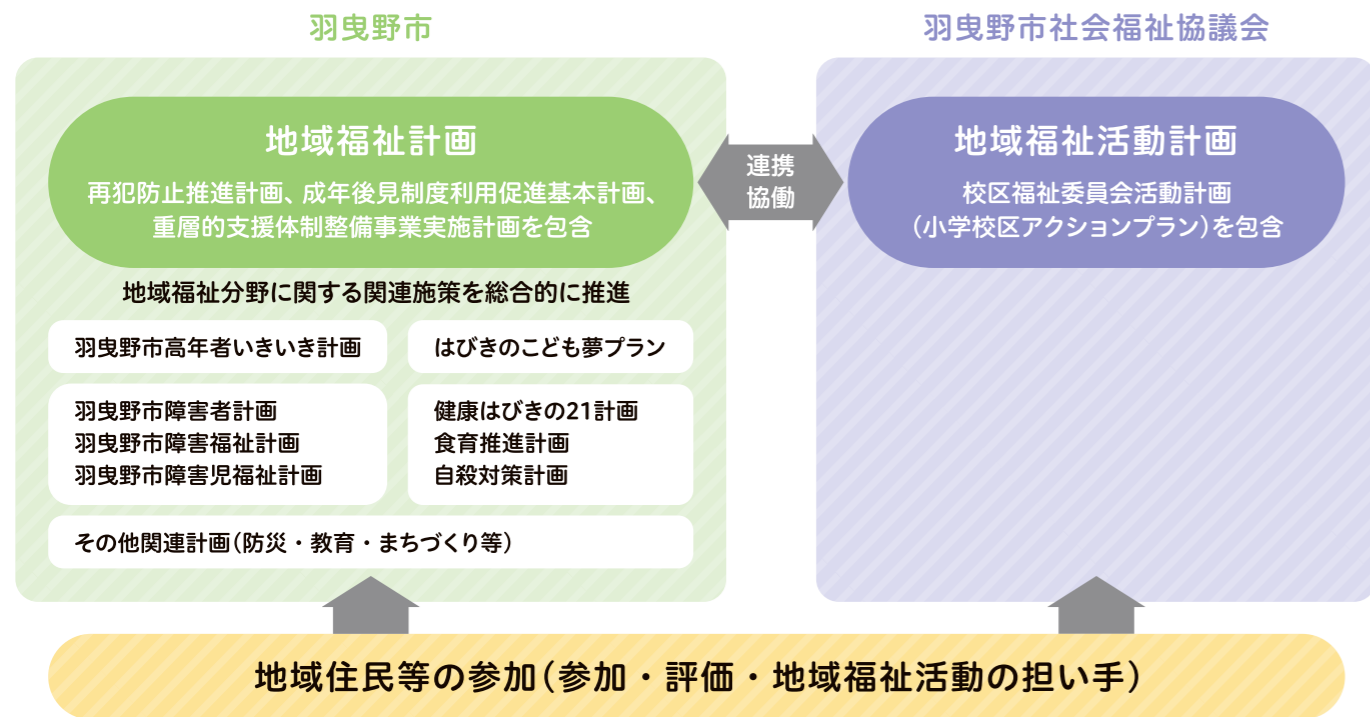 羽曳野市
羽曳野市社会福祉協議会
地域福祉計画
再犯防止推進計画、成年後見制度利用促進基本計画、
重層的支援体制整備事業実施計画を包含
連携
協働
地域福祉活動計画
校区福祉委員会活動計画
（小学校区アクションプラン）を包含
地域福祉分野に関する関連施策を総合的に推進
羽曳野市高年者いきいき計画
はびきのこども夢プラン
羽曳野市障害者計画
羽曳野市障害福祉計画
羽曳野市障害児福祉計画
健康はびきの21計画
食育推進計画
自殺対策計画
その他関連計画（防災・教育・まちづくり等）
地域住民等の参加（参加・評価・地域福祉活動の担い手）